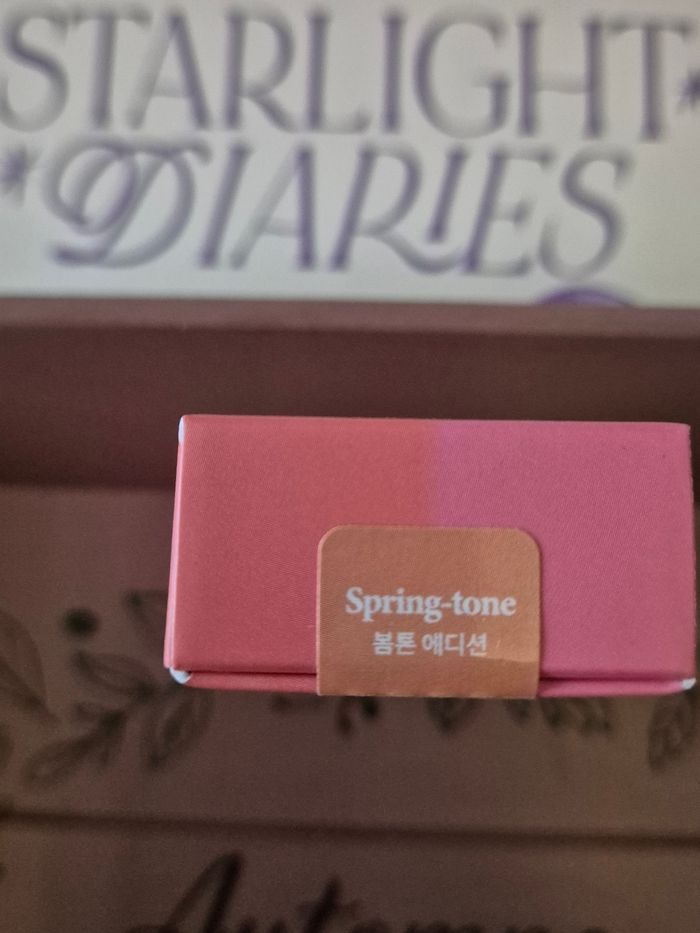 STARLIGHT
DIARIES
Spring-tone
봄톤 에디션